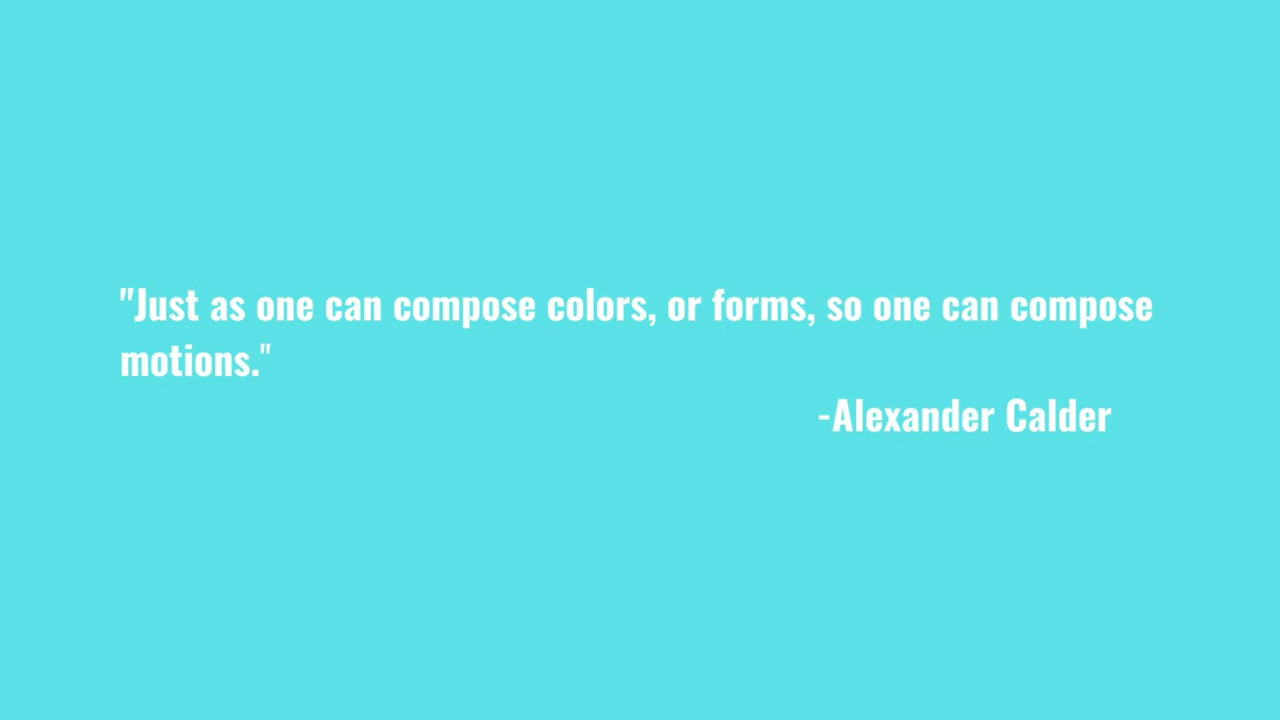 "Just as one can compose colors, or forms, so one can compose
motions."
-Alexander Calder